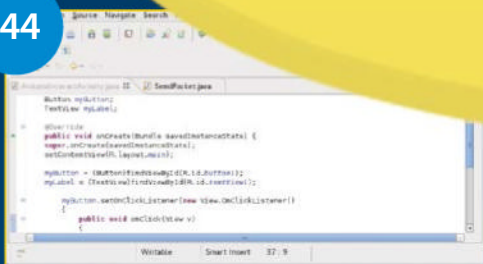 44
Source Navigate Search
SendPacket.java
Button myButton;
TextView myLabel;
@Override
public void onCreate(Bundle savedInstanceState) {
super.onCreate(savedInstanceState);
setContentView(R.layout.main);
myButton = (Button)findViewById(R.id.button);
myLabel = (TextView)findViewById(R.id.textView);
myButton.setOnClickListener(new View.OnClickListener()
{
public void onClick(View v)
{
Writable Smart Insert 37 : 9